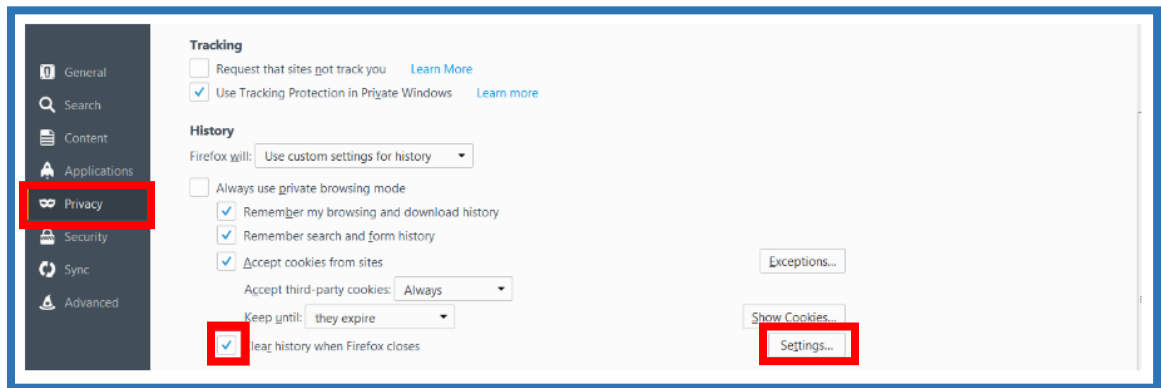 Tracking
General
Request that sites not track you Learn More
Search
Use Tracking Protection in Private Windows Learn more
Content
History
Applications
Firefox will: Use custom settings for history
Privacy
Always use private browsing mode
Security
Remember my browsing and download history
Sync
Remember search and form history
Advanced
Accept cookies from sites Exceptions...
Accept third-party cookies: Always
Keep until: they expire Show Cookies...
Clear history when Firefox closes Settings...